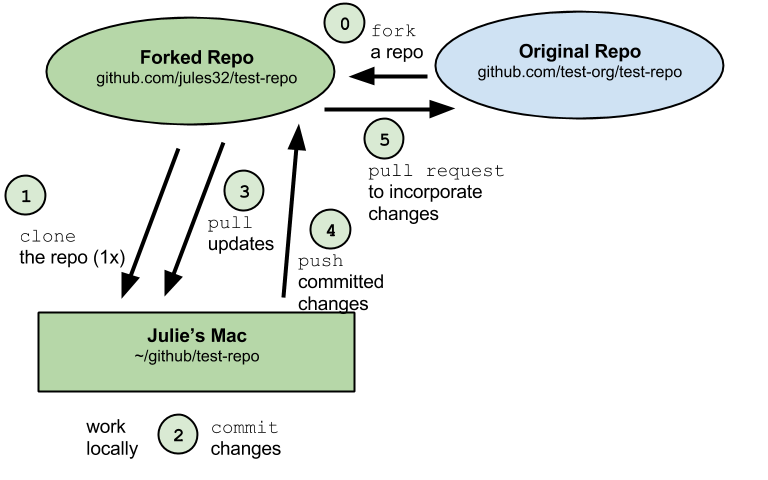 0
fork
a repo
Forked Repo
github.com/jules32/test-repo
Original Repo
github.com/test-org/test-repo
5
pull request
to incorporate
changes
1
clone
the repo (1x)
3
pull
updates
4
push
committed
changes
Julie’s Mac
~/github/test-repo
work
locally
2
commit
changes